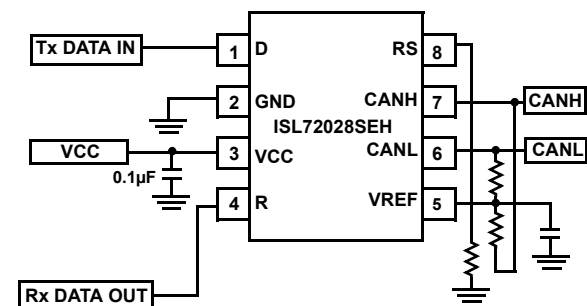 Tx DATA IN
1
D
RS
8
2
GND
CANH
7
CANH
ISL72028SEH
VCC
3
VCC
CANL
6
CANL
0.1µF
4
R
VREF
5
Rx DATA OUT